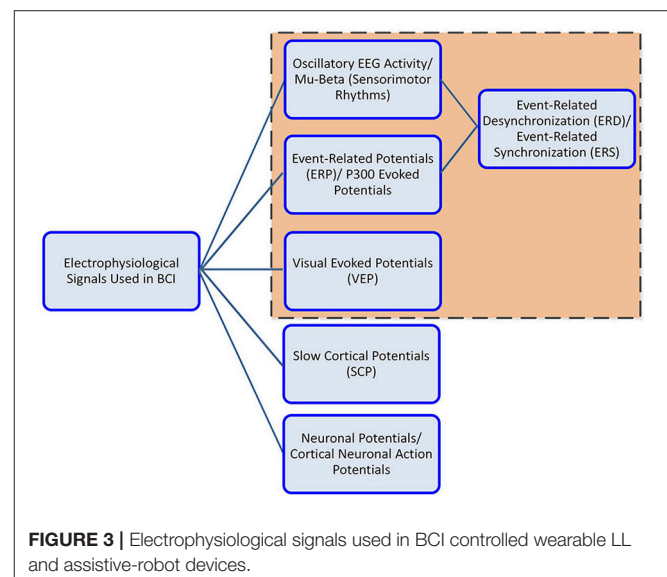 Oscillatory EEG Activity/
Mu-Beta (Sensorimotor
Rhythms)
Event-Related
Desynchronization (ERD)/
Event-Related
Synchronization (ERS)
Event-Related Potentials
(ERP)/ P300 Evoked
Potentials
Electrophysiological
Signals Used in BCI
Visual Evoked Potentials
(VEP)
Slow Cortical Potentials
(SCP)
Neuronal Potentials/
Cortical Neuronal Action
Potentials
FIGURE 3 | Electrophysiological signals used in BCI controlled wearable LL
and assistive-robot devices.